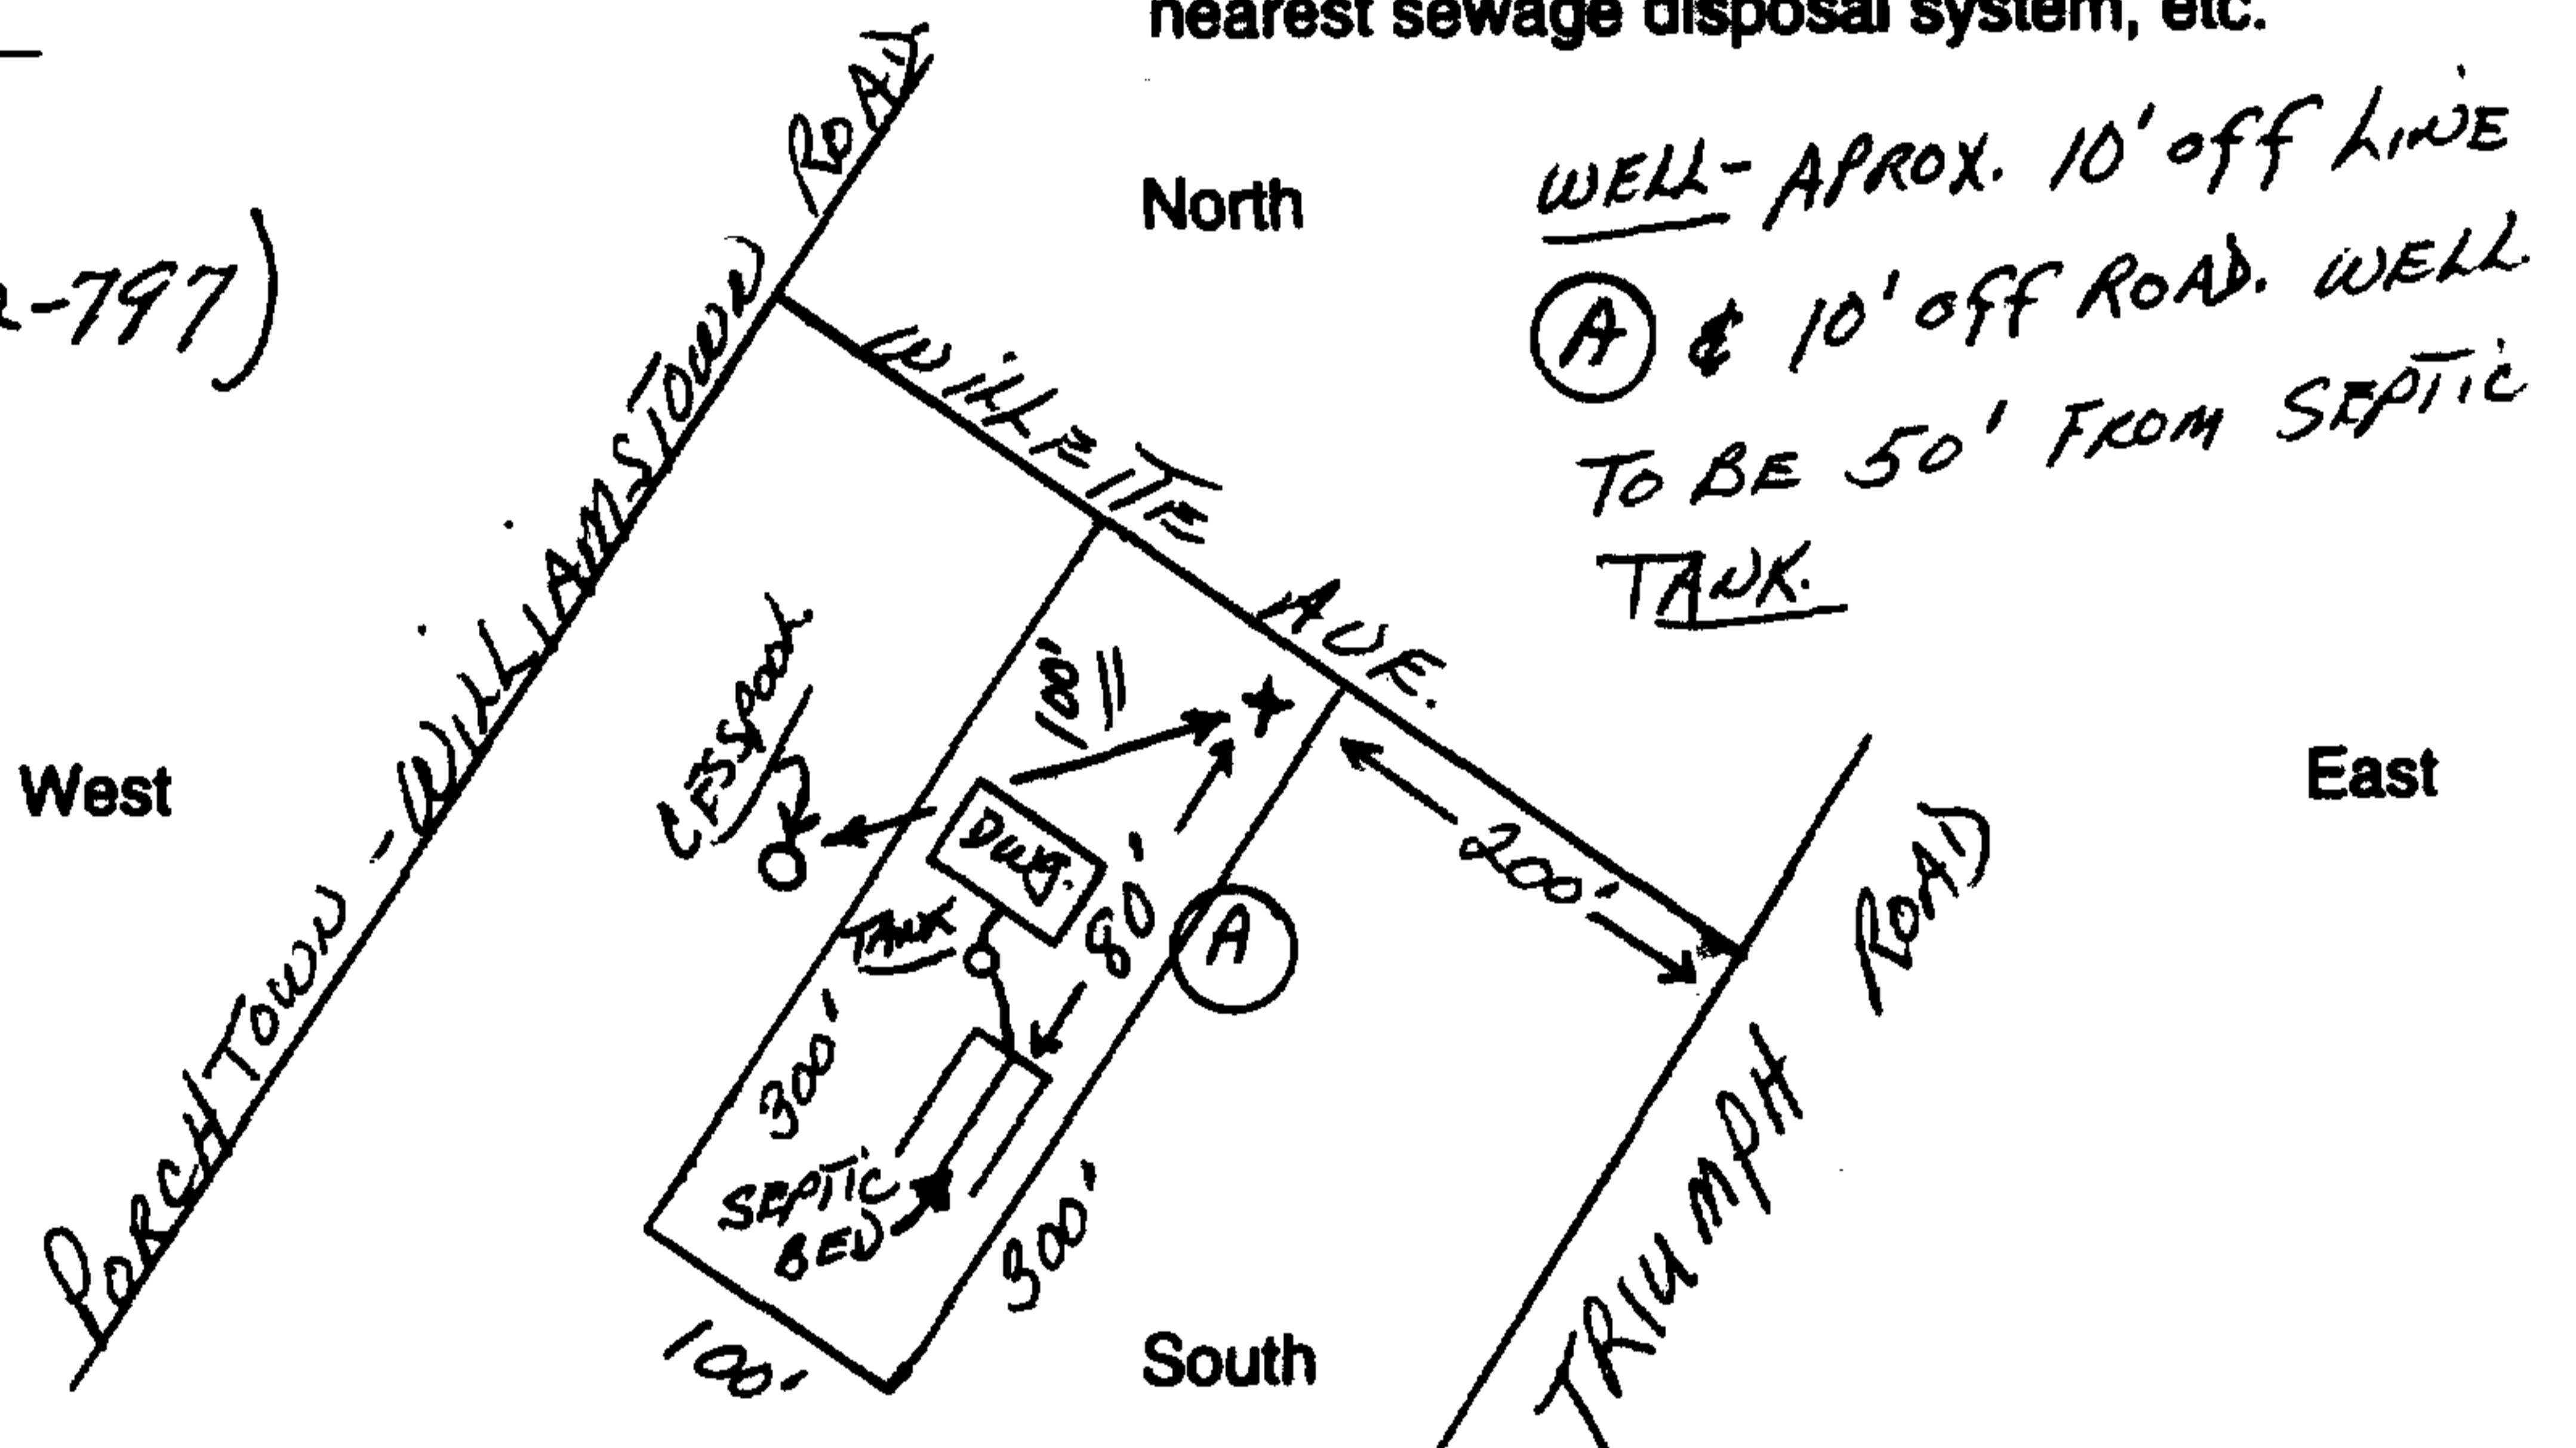 nearest sewage disposal system, etc.
ROAD
North
WELL - APROX. 10' off LINE
(A) & 10' off ROAD. WELL
TO BE 50' FROM SEPTIC
TANK.
-797)
WILLETTE AVE.
PORCHTOWN - WILLIAMSTOWN
CESSPOOL
West
East
DWG.
80'
200'
TANK
A
ROAD
300'
SEPTIC
BED
300'
TRIUMPH
100'
South